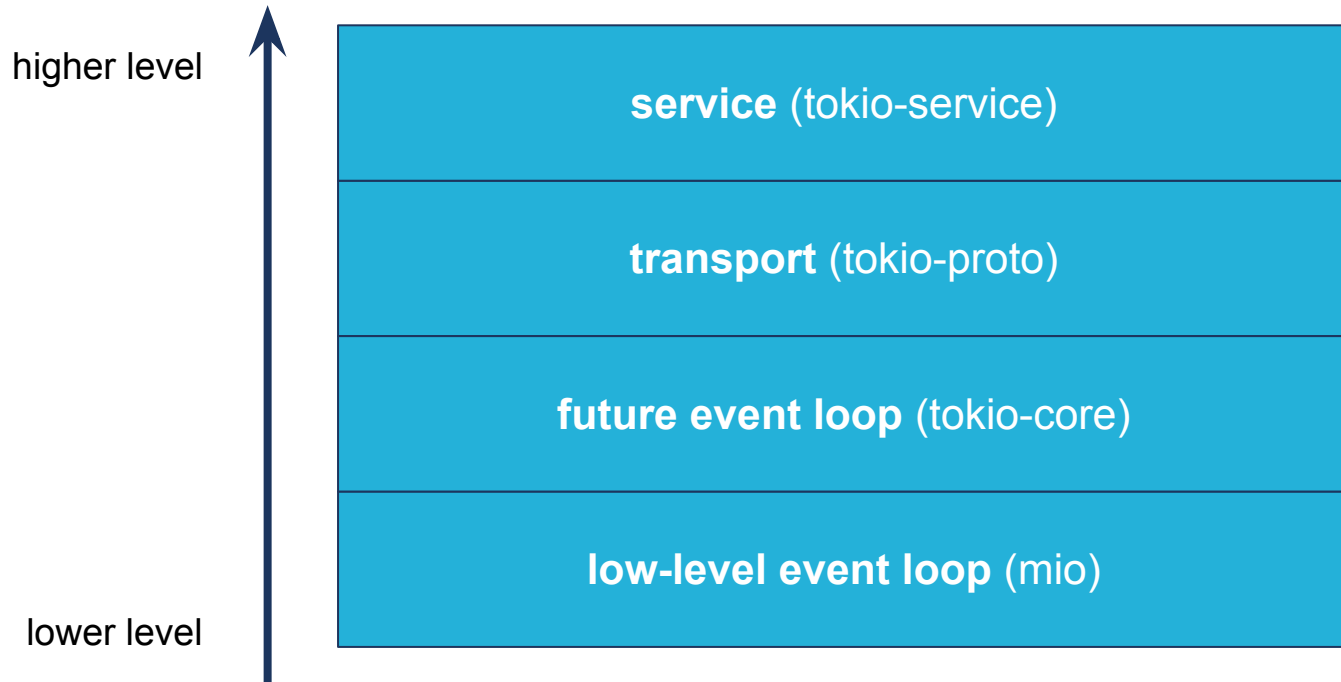 higher level
service (tokio-service)
transport (tokio-proto)
future event loop (tokio-core)
low-level event loop (mio)
lower level